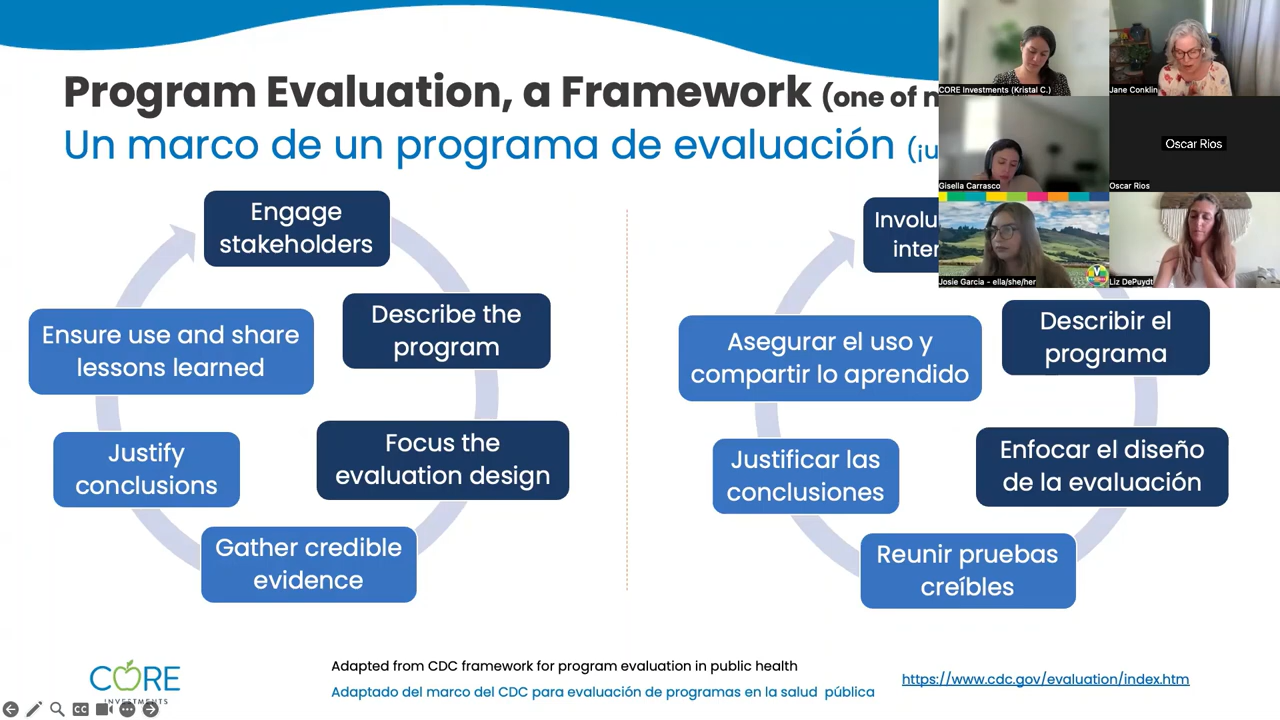 Program Evaluation, a Framework (one of
Un marco de un programa de evaluación
Engage
stakeholders
Describe the
program
Focus the
evaluation design
Gather credible
evidence
Justify
conclusions
Ensure use and share
lessons learned
Describir el
programa
Enfocar el diseño
de la evaluación
Reunir pruebas
creíbles
Justificar las
conclusiones
Asegurar el uso y
compartir lo aprendido
CORE Investments (Kristal C.)
Jane Conklin
Gisella Carrasco
Oscar Rios
Oscar Rios
Josie Garcia - ella/she/her
Liz DePuydt
CORE
INVESTMENTS
Adapted from CDC framework for program evaluation in public health
Adaptado del marco del CDC para evaluación de programas en la salud pública
https://www.cdc.gov/evaluation/index.htm
CC